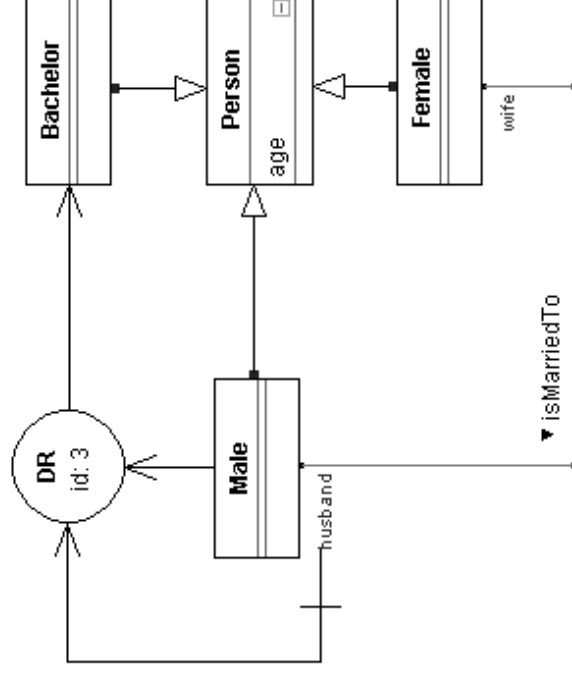 Bachelor
Person
age
Female
wife
DR
id: 3
Male
husband
▼ isMarriedTo